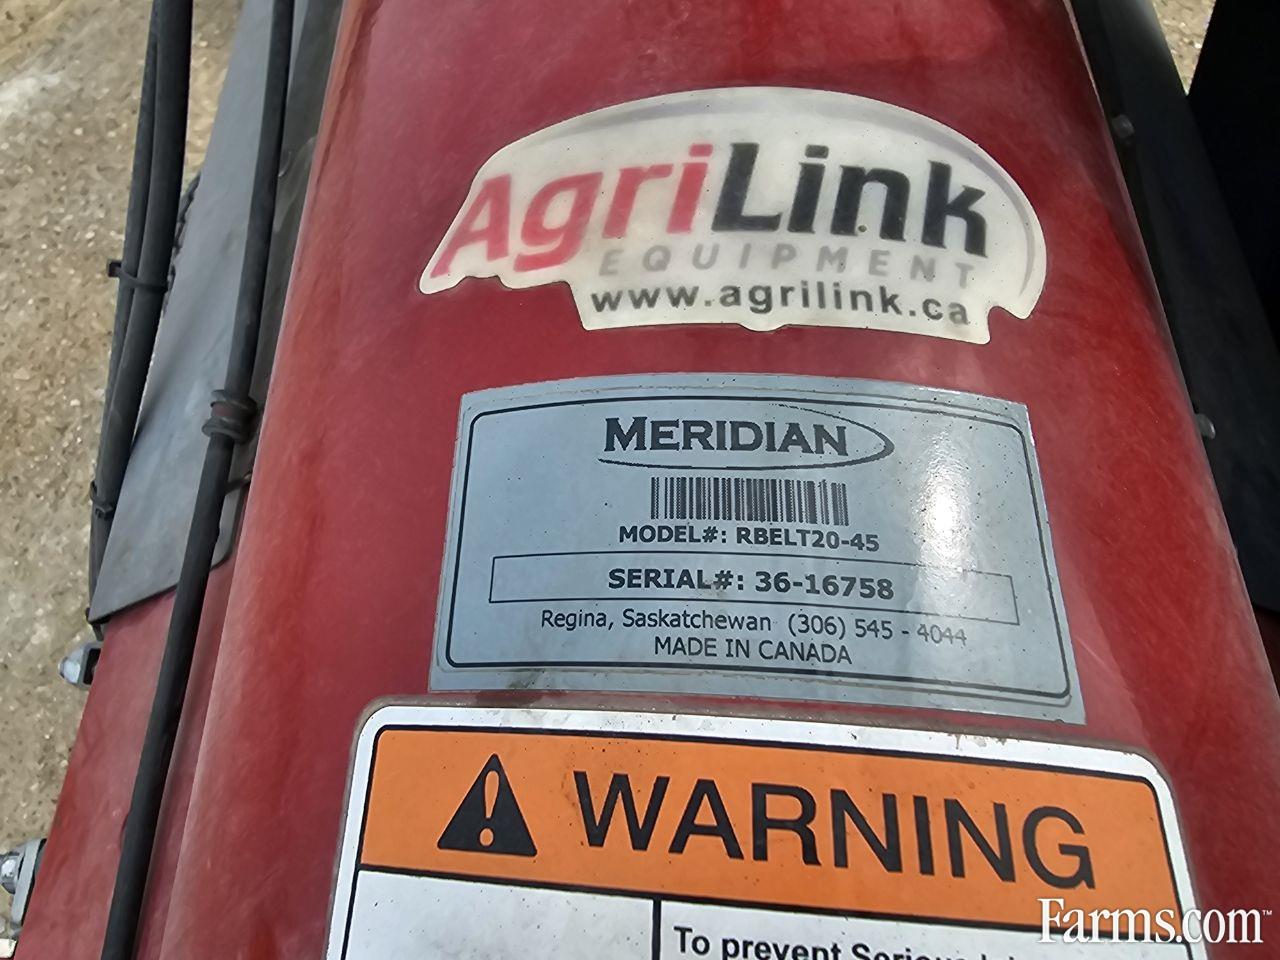 AgriLink
EQUIPMENT
www.agrilink.ca
MERIDIAN
MODEL#: RBELT20-45
SERIAL#: 36-16758
Regina, Saskatchewan (306) 545 - 4044
MADE IN CANADA
WARNING
To prevent Serious
Farms.com™